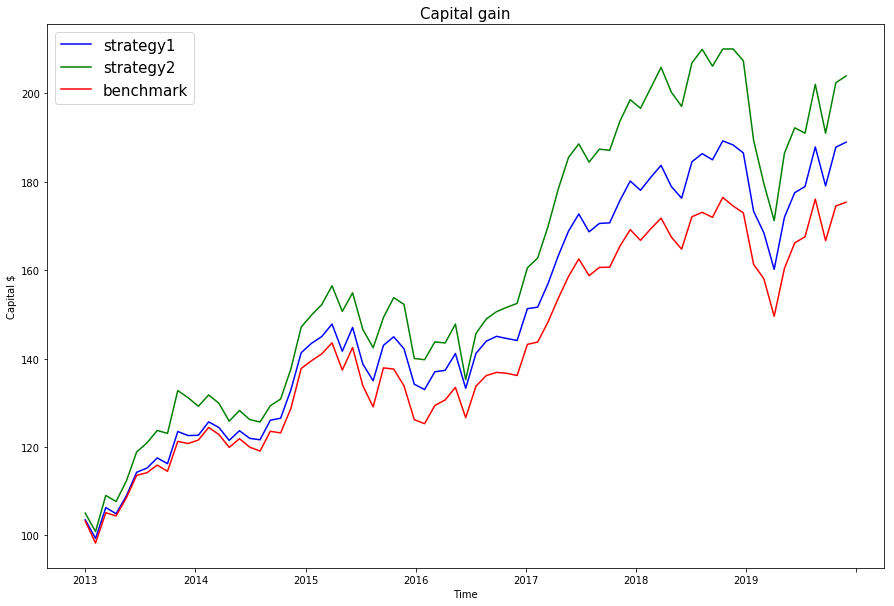 Capital gain
strategy1
strategy2
benchmark
200
180
160
140
120
100
Capital $
2013 2014 2015 2016 2017 2018 2019
Time